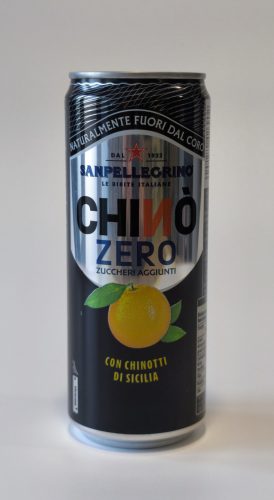 NATURALMENTE FUORI DAL CORO
DAL 1932
SANPELLEGRINO
LE BIBITE ITALIANE
CHINÒ
ZERO
ZUCCHERI AGGIUNTI
CON CHINOTTI
DI SICILIA